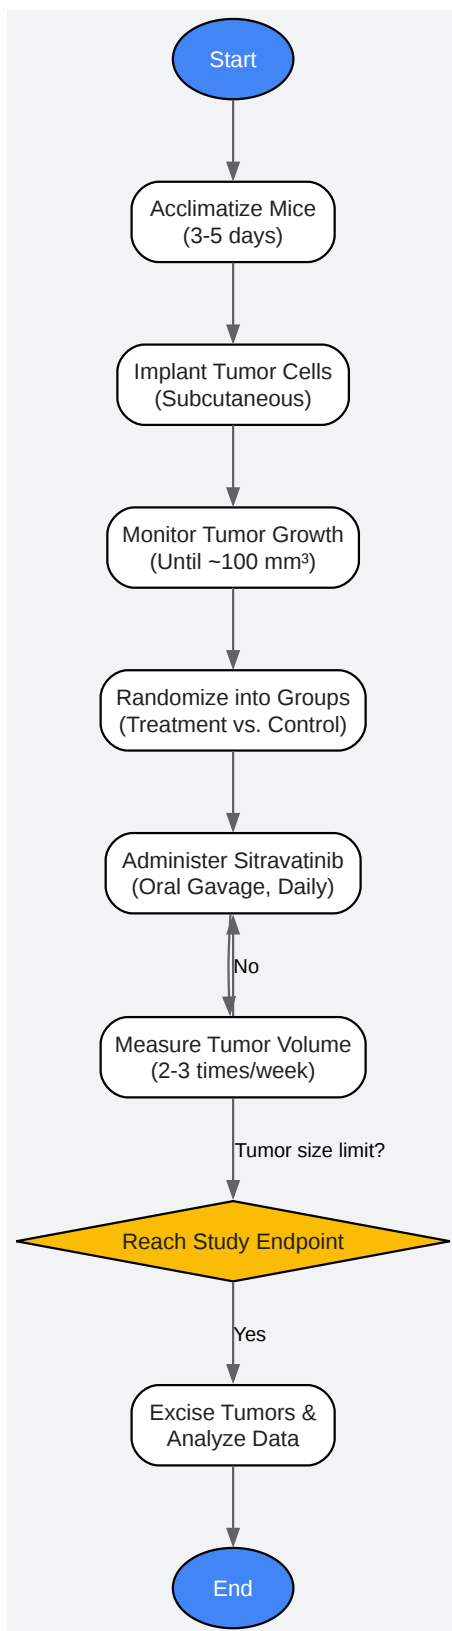 Start
Acclimatize Mice
(3-5 days)
Implant Tumor Cells
(Subcutaneous)
Monitor Tumor Growth
(Until ~100 mm³)
Randomize into Groups
(Treatment vs. Control)
Administer Sitravatinib
(Oral Gavage, Daily)
No
Measure Tumor Volume
(2-3 times/week)
Tumor size limit?
Reach Study Endpoint
Yes
Excise Tumors &
Analyze Data
End